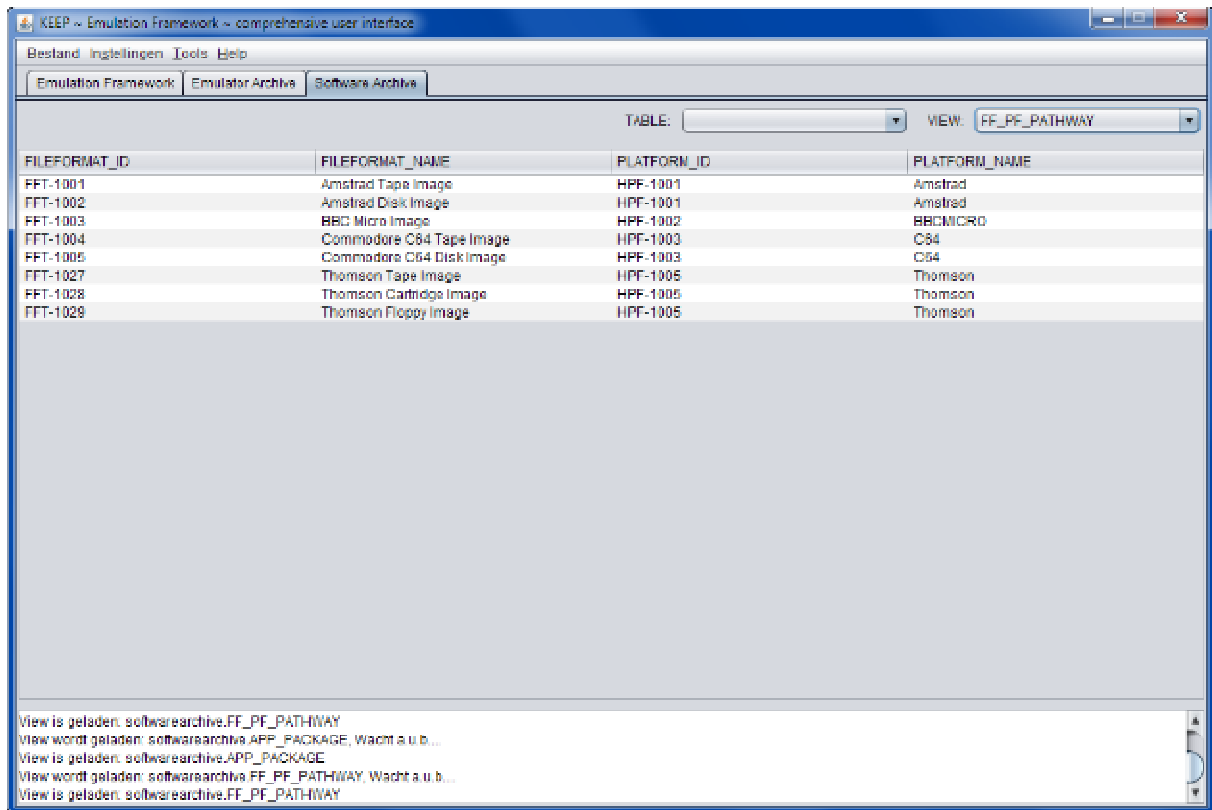 KEEP ~ Emulation Framework ~ comprehensive user interface
Bestand Instellingen Tools Help
Emulation Framework Emulator Archive Software Archive
TABLE: VIEW: FF_PF_PATHWAY
FILEFORMAT_ID FILEFORMAT_NAME PLATFORM_ID PLATFORM_NAME
FFT-1001 Amstrad Tape Image HPF-1001 Amstrad
FFT-1002 Amstrad Disk Image HPF-1001 Amstrad
FFT-1003 BBC Micro Image HPF-1002 BBCMICRO
FFT-1004 Commodore C64 Tape Image HPF-1003 C64
FFT-1005 Commodore C64 Disk Image HPF-1003 C64
FFT-1027 Thomson Tape Image HPF-1005 Thomson
FFT-1028 Thomson Cartridge Image HPF-1005 Thomson
FFT-1029 Thomson Floppy Image HPF-1005 Thomson
View is geladen: softwarearchive.FF_PF_PATHWAY
View wordt geladen: softwarearchive.APP_PACKAGE, Wacht a.u.b...
View is geladen: softwarearchive.APP_PACKAGE
View wordt geladen: softwarearchive.FF_PF_PATHWAY, Wacht a.u.b...
View is geladen: softwarearchive.FF_PF_PATHWAY